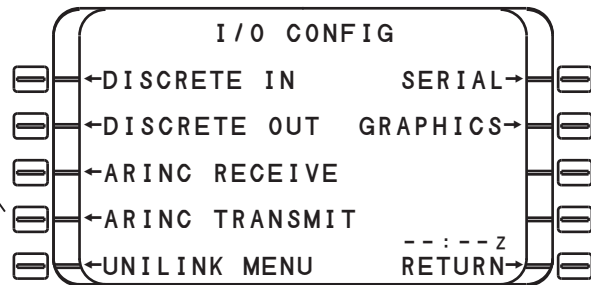 I/O CONFIG
←DISCRETE IN SERIAL→
←DISCRETE OUT GRAPHICS→
←ARINC RECEIVE
←ARINC TRANSMIT
--:--Z
←UNILINK MENU RETURN→